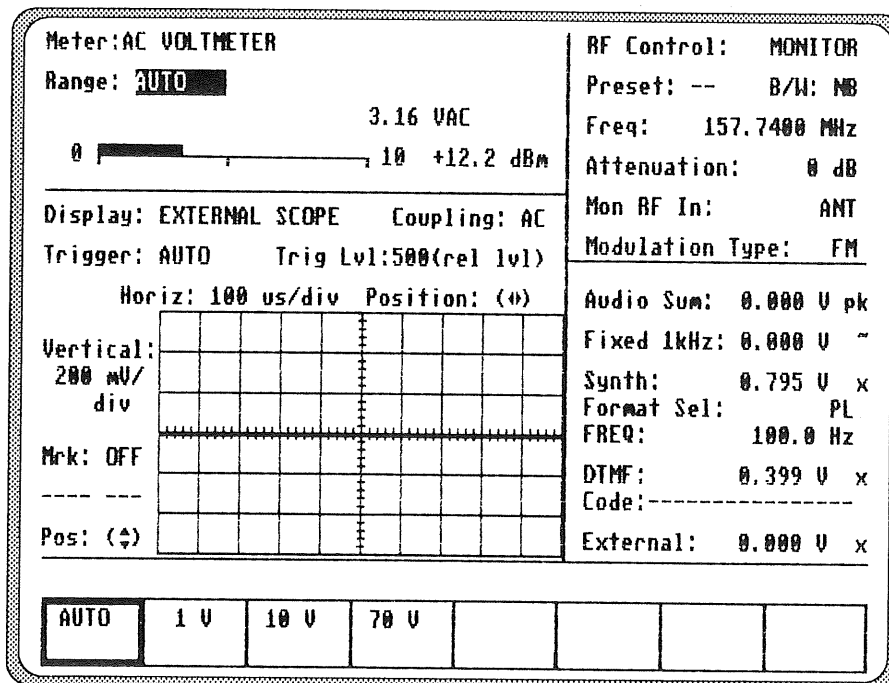 Meter:AC VOLTMETER
Range: AUTO
3.16 VAC
0 10 +12.2 dBm
Display: EXTERNAL SCOPE Coupling: AC
Trigger: AUTO Trig Lvl:500(rel lvl)
Horiz: 100 us/div Position: (↔)
Vertical:
200 mV/
div
Mrk: OFF
---- ---
Pos: (↕)
RF Control: MONITOR
Preset: -- B/W: NB
Freq: 157.7400 MHz
Attenuation: 0 dB
Mon RF In: ANT
Modulation Type: FM
Audio Sum: 0.000 V pk
Fixed 1kHz: 0.000 V ~
Synth: 0.795 V x
Format Sel: PL
FREQ: 100.0 Hz
DTMF: 0.399 V x
Code:----------------
External: 0.000 V x
AUTO 1 V 10 V 70 V